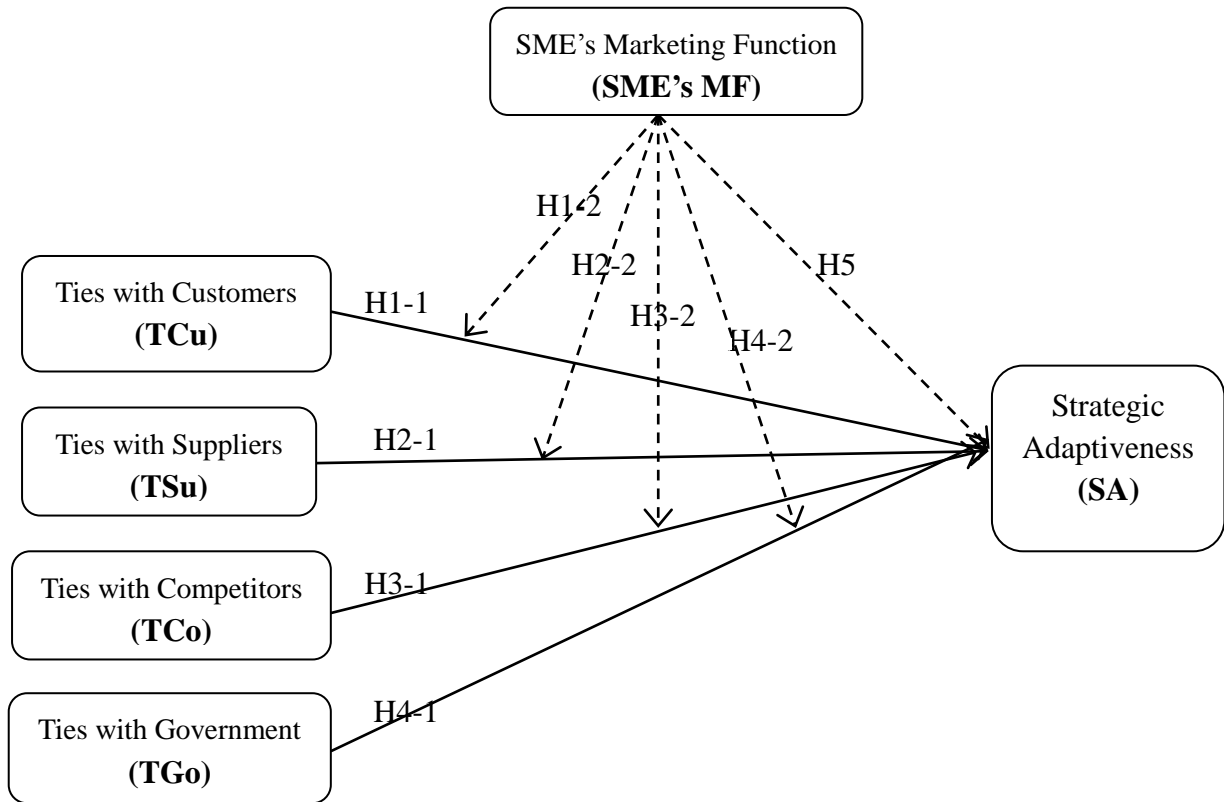 SME’s Marketing Function
(SME’s MF)
H1-2
H2-2
H5
H3-2
H4-2
Ties with Customers
(TCu)
H1-1
Ties with Suppliers
(TSu)
H2-1
Strategic
Adaptiveness
(SA)
Ties with Competitors
(TCo)
H3-1
Ties with Government
(TGo)
H4-1